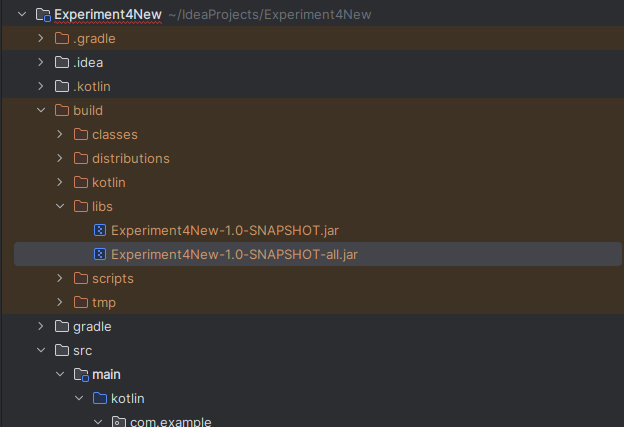 Experiment4New ~/IdeaProjects/Experiment4New
.gradle
.idea
.kotlin
build
classes
distributions
kotlin
libs
Experiment4New-1.0-SNAPSHOT.jar
Experiment4New-1.0-SNAPSHOT-all.jar
scripts
tmp
gradle
src
main
kotlin
com.example